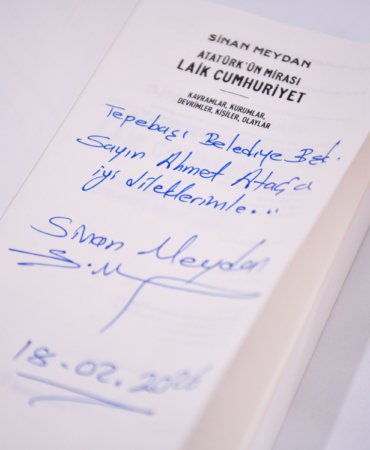 SİNAN MEYDAN
ATATÜRK'ÜN MİRASI
LAİK CUMHURİYET
KAVRAMLAR, KURUMLAR,
DEVRİMLER, KİŞİLER, OLAYLAR
Tepebaşı Belediye Bşk.
Sayın Ahmet Ataç'a
iyi dileklerimle...
Sinan Meydan
S.M
18.02.2026